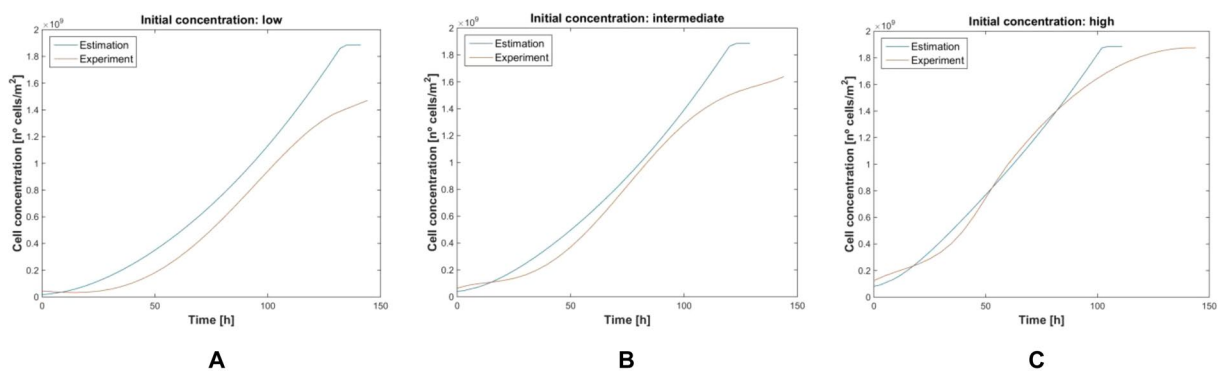 Initial concentration: low
×10⁹
Estimation
Experiment
2
1.8
1.6
1.4
1.2
1
0.8
0.6
0.4
0.2
0
Cell concentration [nº cells/m²]
0 50 100 150
Time [h]
A
Initial concentration: intermediate
×10⁹
Estimation
Experiment
2
1.8
1.6
1.4
1.2
1
0.8
0.6
0.4
0.2
0
Cell concentration [nº cells/m²]
0 50 100 150
Time [h]
B
Initial concentration: high
×10⁹
Estimation
Experiment
2
1.8
1.6
1.4
1.2
1
0.8
0.6
0.4
0.2
0
Cell concentration [nº cells/m²]
0 50 100 150
Time [h]
C